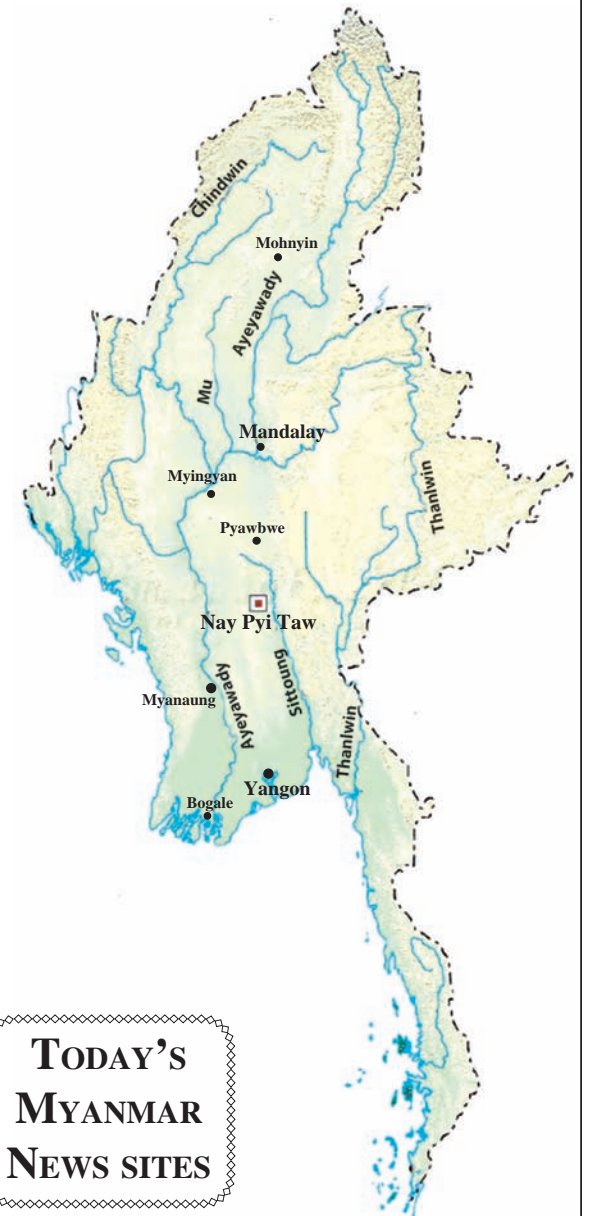 Chindwin
Mohnyin
Ayeyawady
Mu
Mandalay
Myingyan
Thanlwin
Pyawbwe
Nay Pyi Taw
Sittoung
Ayeyawady
Myanaung
Thanlwin
Yangon
Bogale
TODAY'S
MYANMAR
NEWS SITES